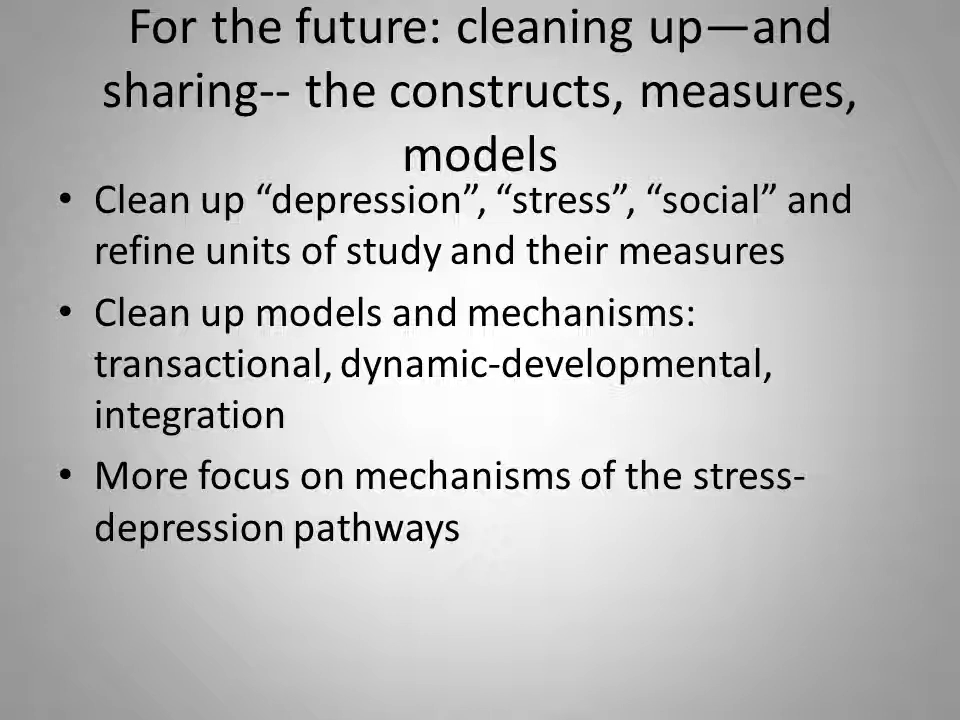 For the future: cleaning up—and
sharing-- the constructs, measures,
models
• Clean up “depression”, “stress”, “social” and
refine units of study and their measures
• Clean up models and mechanisms:
transactional, dynamic-developmental,
integration
• More focus on mechanisms of the stress-
depression pathways